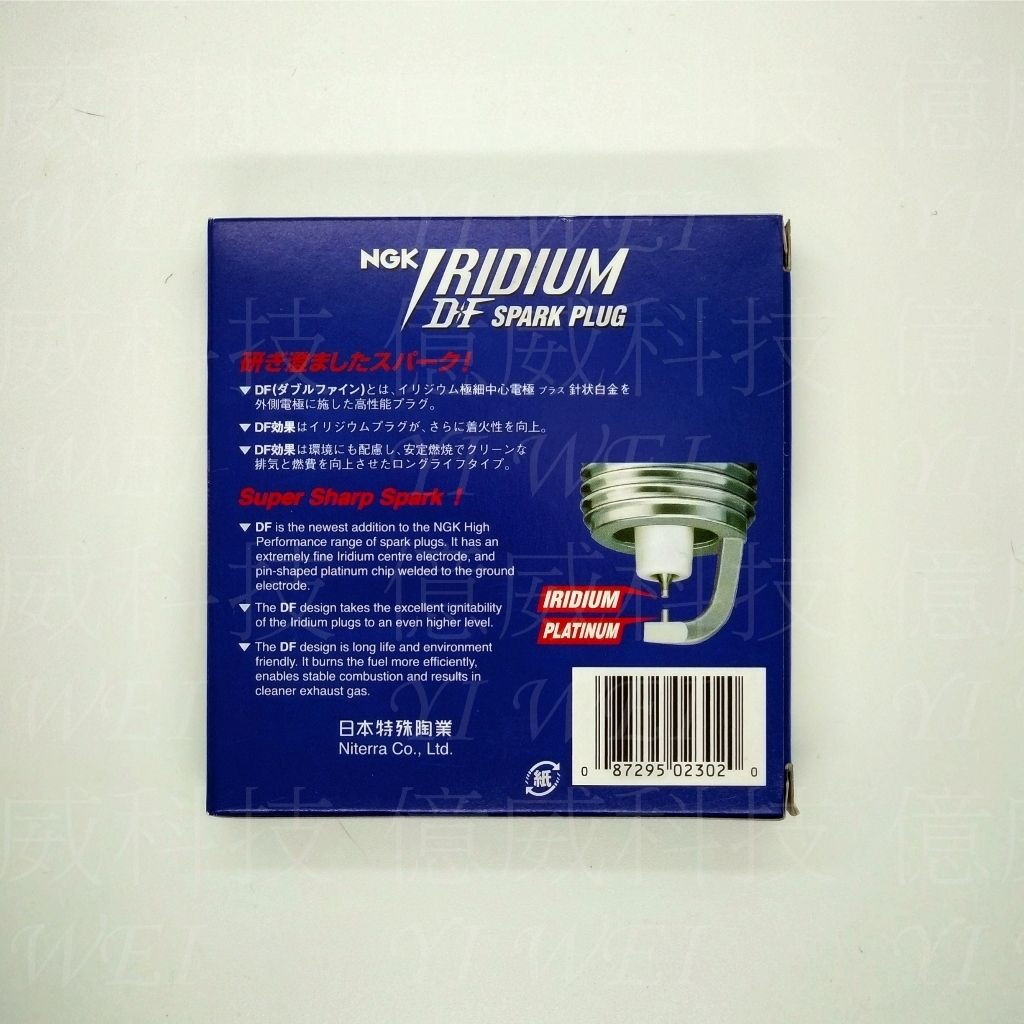 NGK IRIDIUM
DF SPARK PLUG
研き澄ましたスパーク!
▼DF(ダブルファイン)とは、イリジウム極細中心電極 プラス 針状白金を
外側電極に施した高性能プラグ。
▼DF効果はイリジウムプラグが、さらに着火性を向上。
▼DF効果は環境にも配慮し、安定燃焼でクリーンな
排気と燃費を向上させたロングライフタイプ。
Super Sharp Spark !
▼ DF is the newest addition to the NGK High
Performance range of spark plugs. It has an
extremely fine Iridium centre electrode, and
pin-shaped platinum chip welded to the ground
electrode.
▼ The DF design takes the excellent ignitability
of the Iridium plugs to an even higher level.
▼ The DF design is long life and environment
friendly. It burns the fuel more efficiently,
enables stable combustion and results in
cleaner exhaust gas.
IRIDIUM
PLATINUM
日本特殊陶業
Niterra Co., Ltd.
紙
0 87295 02302 0
億威科技
YI WEI